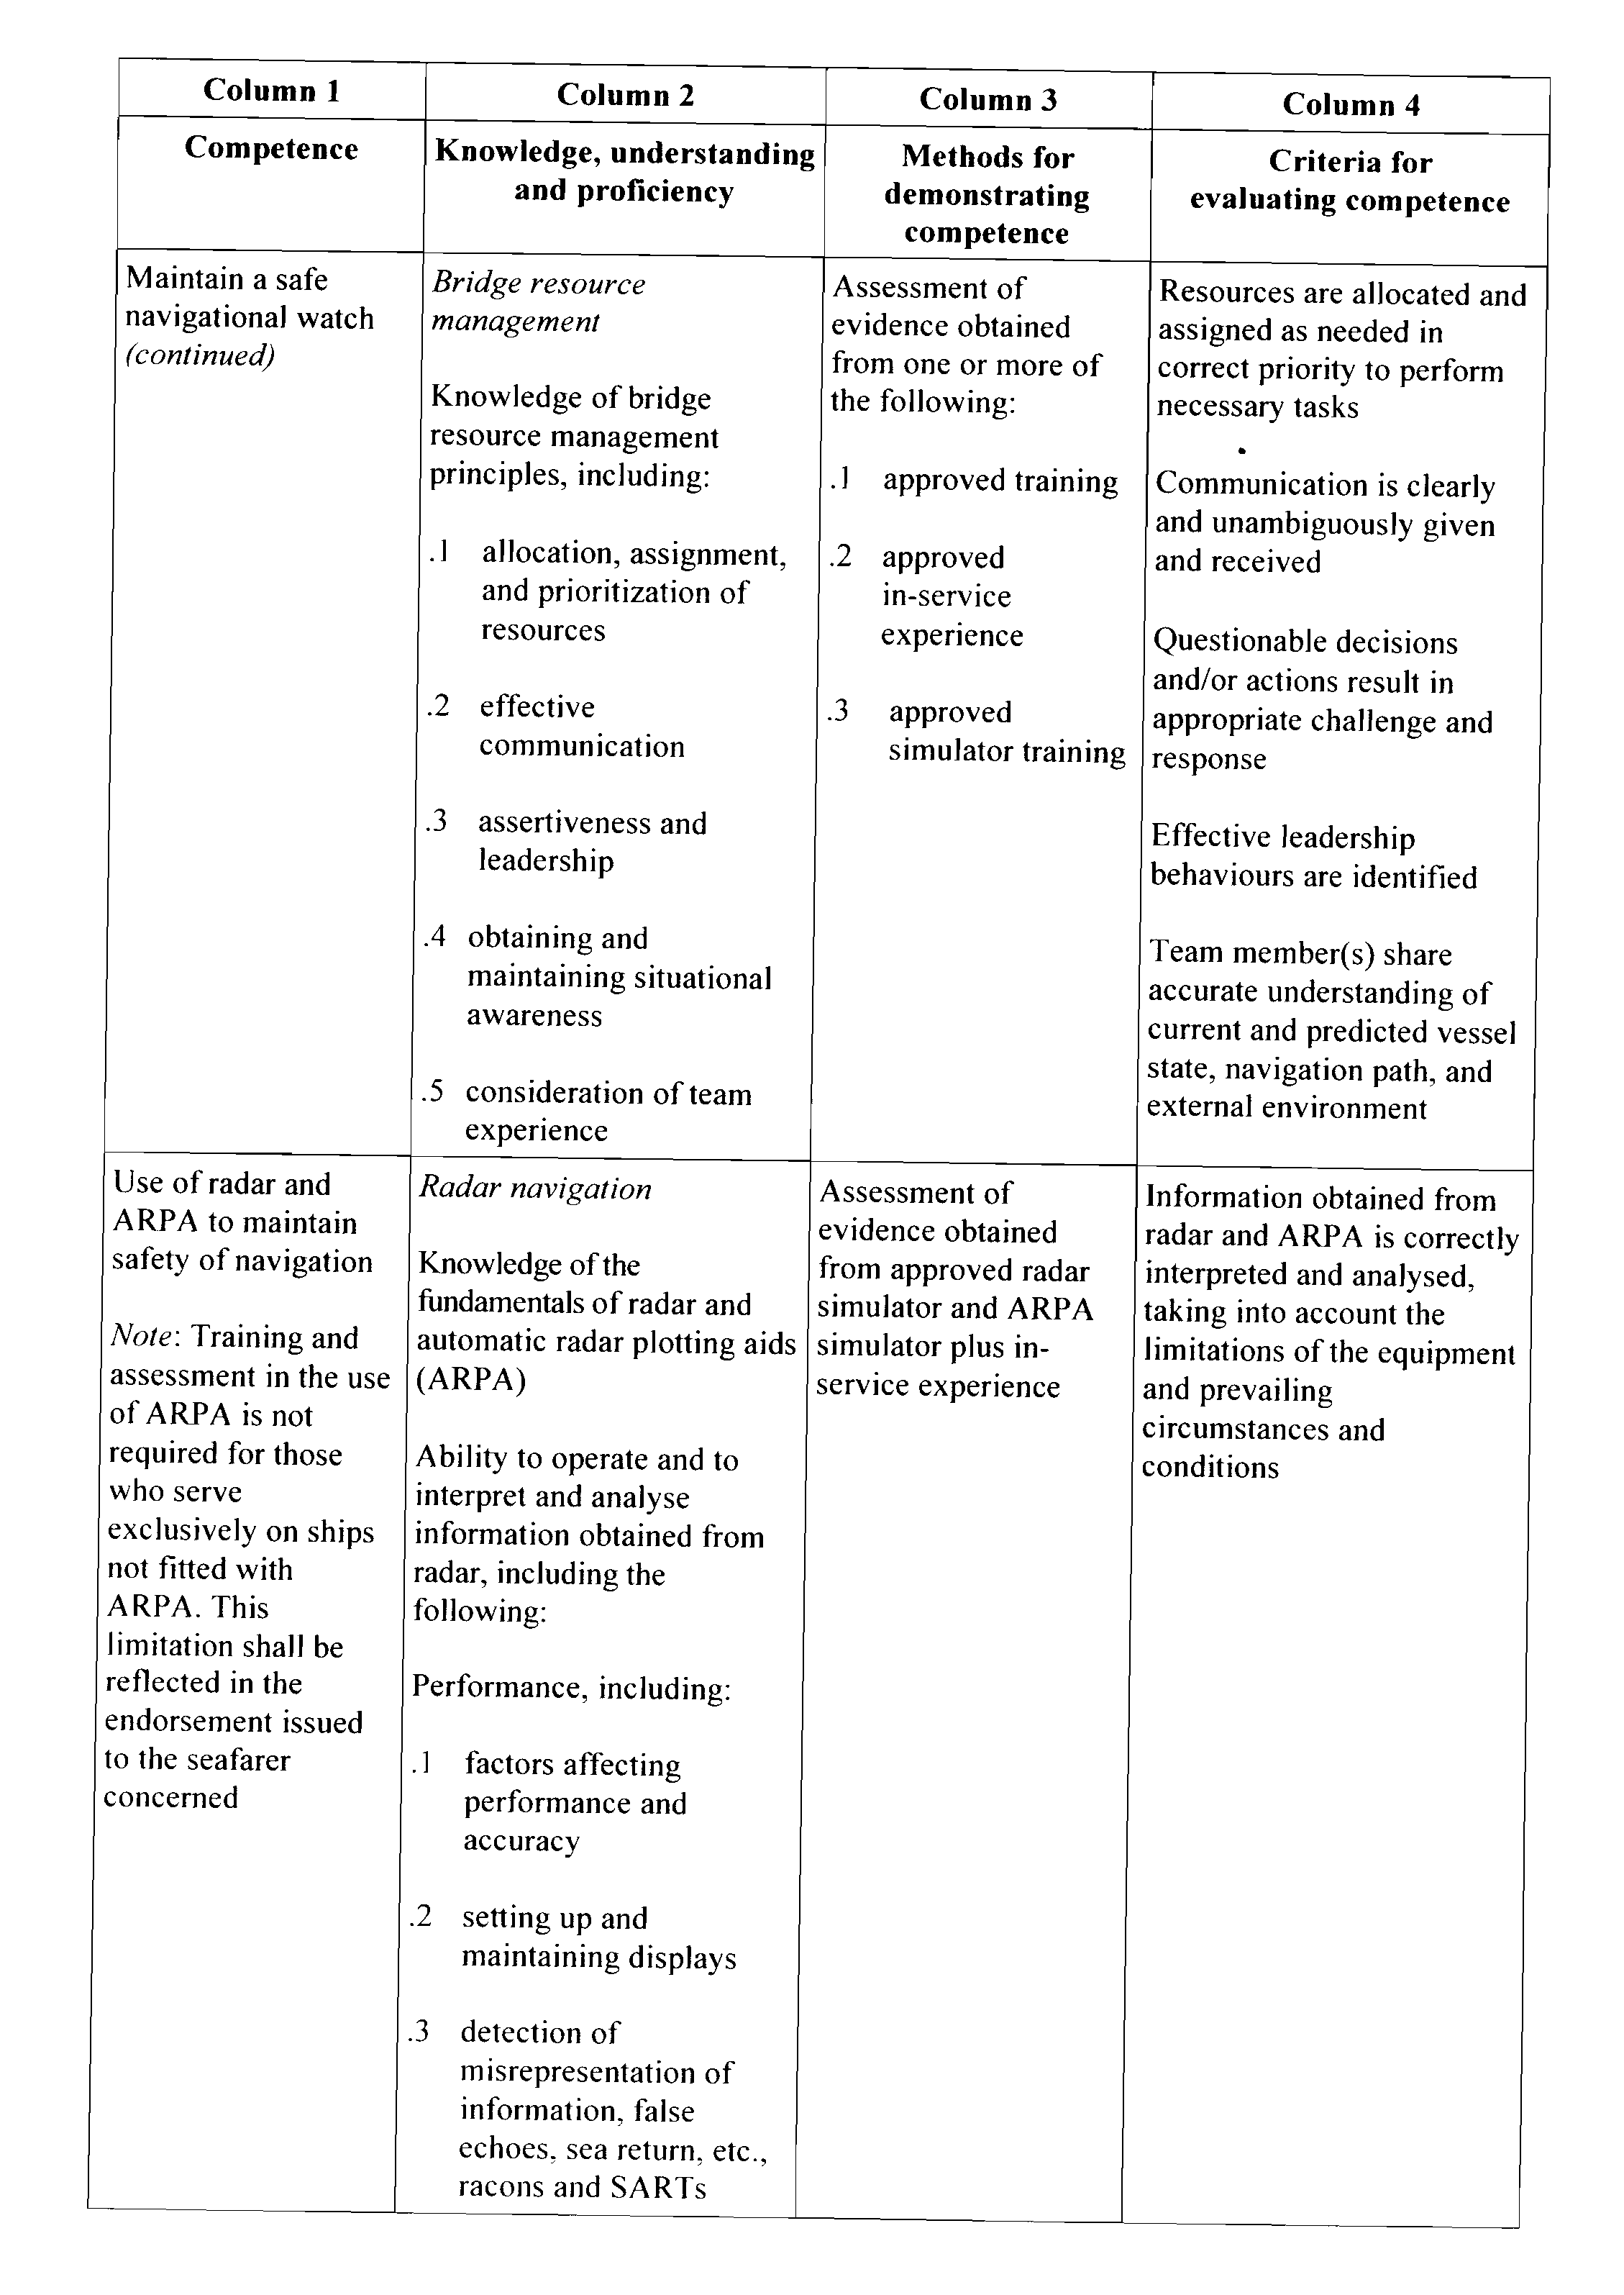 Column 1
Column 2
Column 3
Column 4
Competence
Knowledge, understanding
and proficiency
Methods for
demonstrating
competence
Criteria for
evaluating competence
Maintain a safe
navigational watch
(continued)
Bridge resource
management
Knowledge of bridge
resource management
principles, including:
.1 allocation, assignment,
and prioritization of
resources
.2 effective
communication
.3 assertiveness and
leadership
.4 obtaining and
maintaining situational
awareness
.5 consideration of team
experience
Assessment of
evidence obtained
from one or more of
the following:
.1 approved training
.2 approved
in-service
experience
.3 approved
simulator training
Resources are allocated and
assigned as needed in
correct priority to perform
necessary tasks
Communication is clearly
and unambiguously given
and received
Questionable decisions
and/or actions result in
appropriate challenge and
response
Effective leadership
behaviours are identified
Team member(s) share
accurate understanding of
current and predicted vessel
state, navigation path, and
external environment
Use of radar and
ARPA to maintain
safety of navigation
Note: Training and
assessment in the use
of ARPA is not
required for those
who serve
exclusively on ships
not fitted with
ARPA. This
limitation shall be
reflected in the
endorsement issued
to the seafarer
concerned
Radar navigation
Knowledge of the
fundamentals of radar and
automatic radar plotting aids
(ARPA)
Ability to operate and to
interpret and analyse
information obtained from
radar, including the
following:
Performance, including:
.1 factors affecting
performance and
accuracy
.2 setting up and
maintaining displays
.3 detection of
misrepresentation of
information, false
echoes, sea return, etc.,
racons and SARTs
Assessment of
evidence obtained
from approved radar
simulator and ARPA
simulator plus in-
service experience
Information obtained from
radar and ARPA is correctly
interpreted and analysed,
taking into account the
limitations of the equipment
and prevailing
circumstances and
conditions